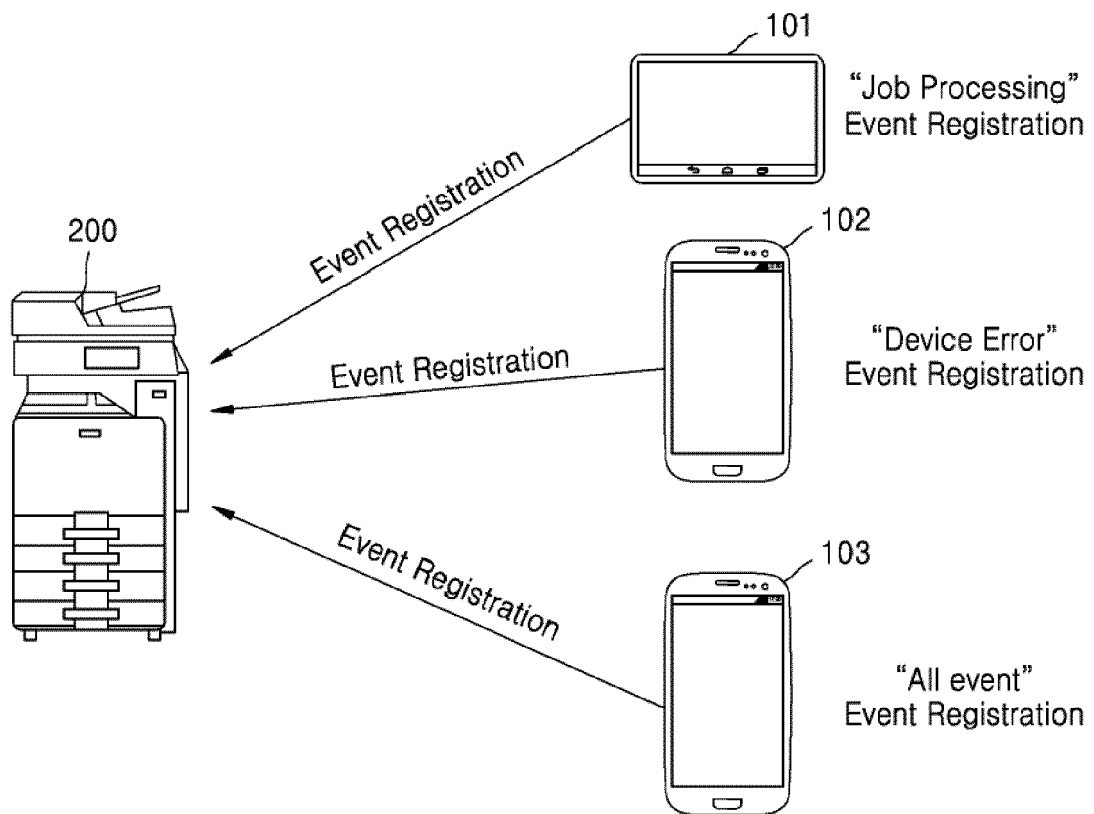 101
“Job Processing”
Event Registration
Event Registration
102
200
“Device Error”
Event Registration
Event Registration
Event Registration
103
“All event”
Event Registration